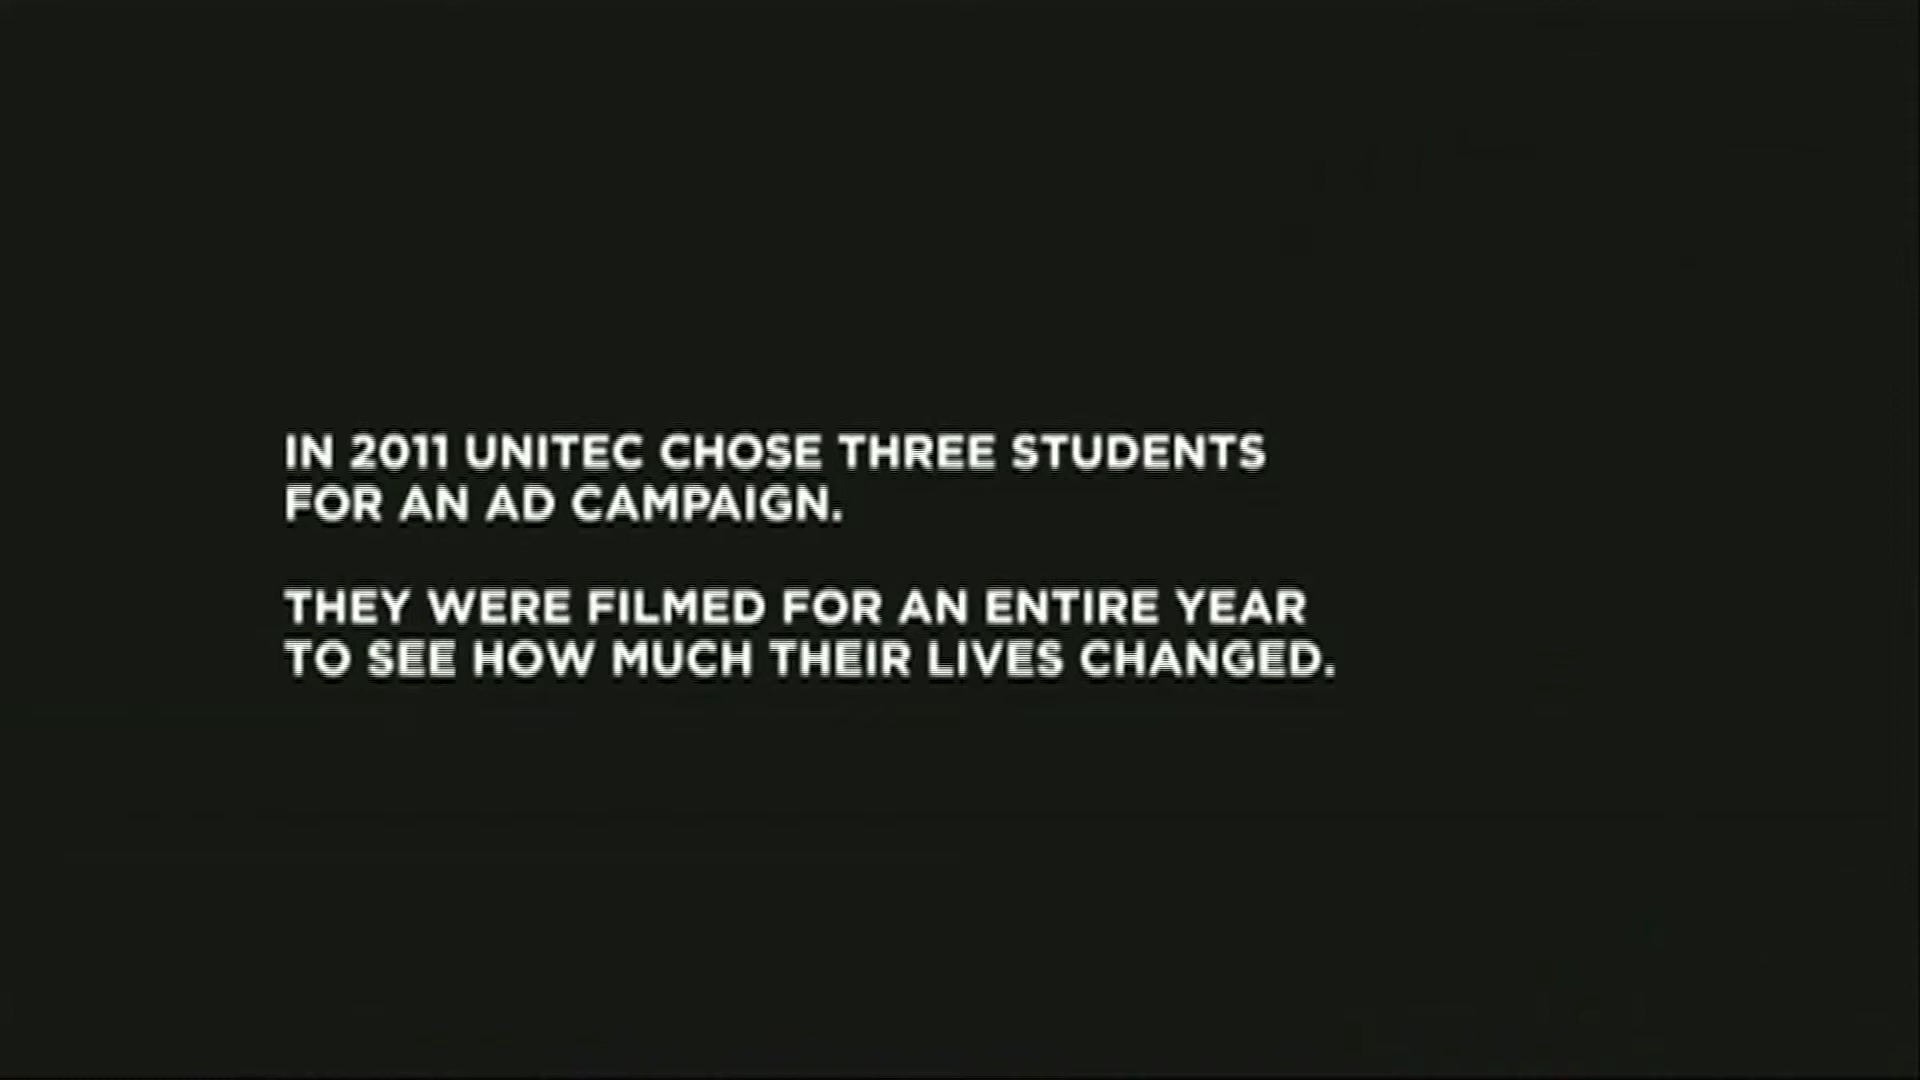 IN 2011 UNITEC CHOSE THREE STUDENTS
FOR AN AD CAMPAIGN.
THEY WERE FILMED FOR AN ENTIRE YEAR
TO SEE HOW MUCH THEIR LIVES CHANGED.